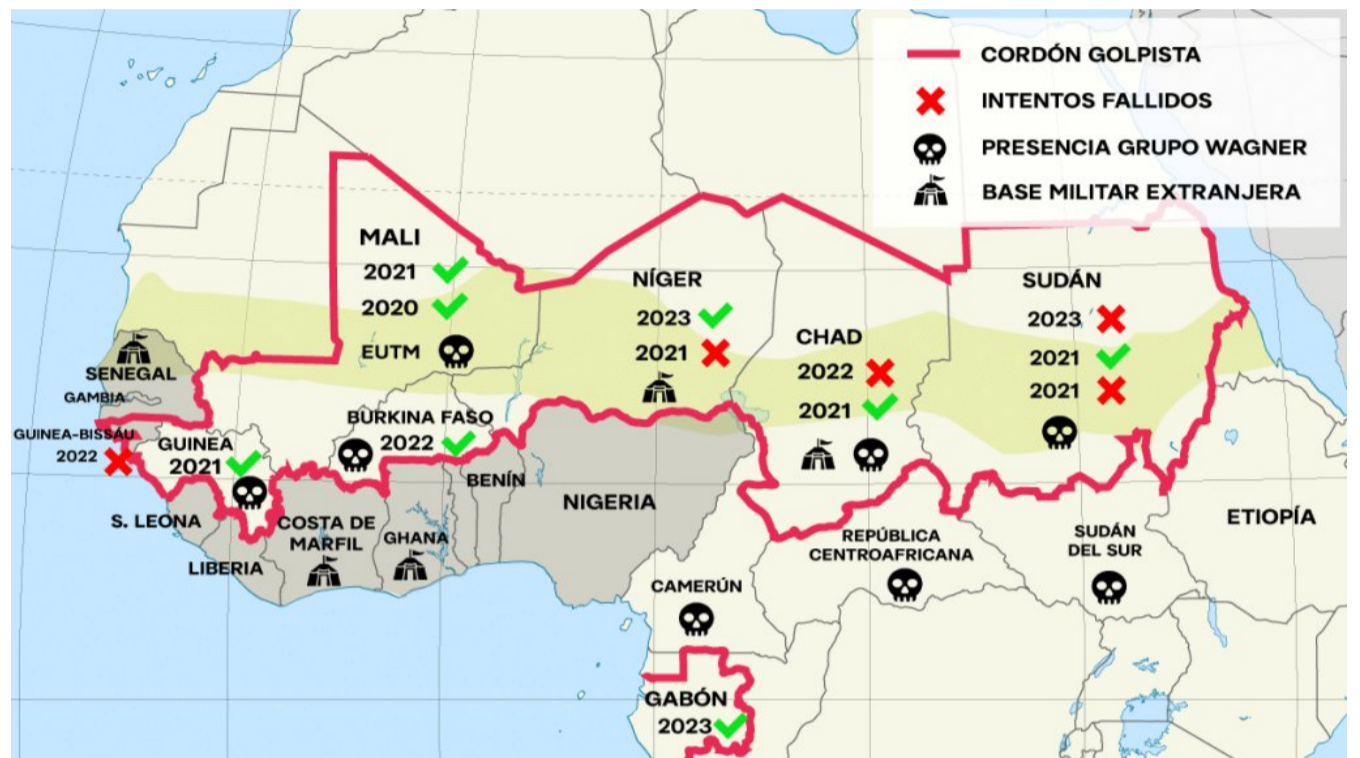 CORDÓN GOLPISTA
INTENTOS FALLIDOS
PRESENCIA GRUPO WAGNER
BASE MILITAR EXTRANJERA
MALI
2021
2020
EUTM
NÍGER
2023
2021
CHAD
2022
2021
SUDÁN
2023
2021
2021
SENEGAL
GAMBIA
GUINEA-BISSÁU
2022
GUINEA
2021
BURKINA FASO
2022
BENÍN
NIGERIA
S. LEONA
LIBERIA
COSTA DE
MARFIL
GHANA
CAMERÚN
REPÚBLICA
CENTROAFRICANA
SUDÁN
DEL SUR
ETIOPÍA
GABÓN
2023